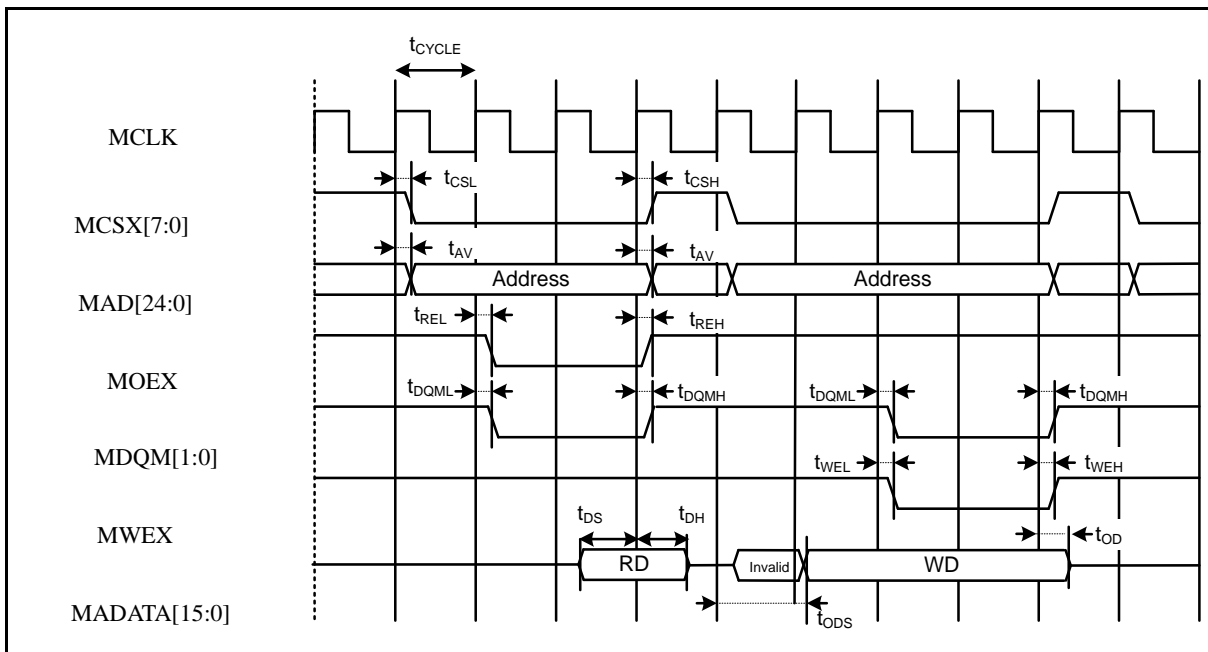 tCYCLE
MCLK
tCSL tCSH
MCSX[7:0]
tAV tAV
Address Address
MAD[24:0]
tREL tREH
MOEX
tDQML tDQMH tDQML tDQMH
MDQM[1:0]
tWEL tWEH
MWEX
tDS tDH tOD
RD Invalid WD
MADATA[15:0]
tODS